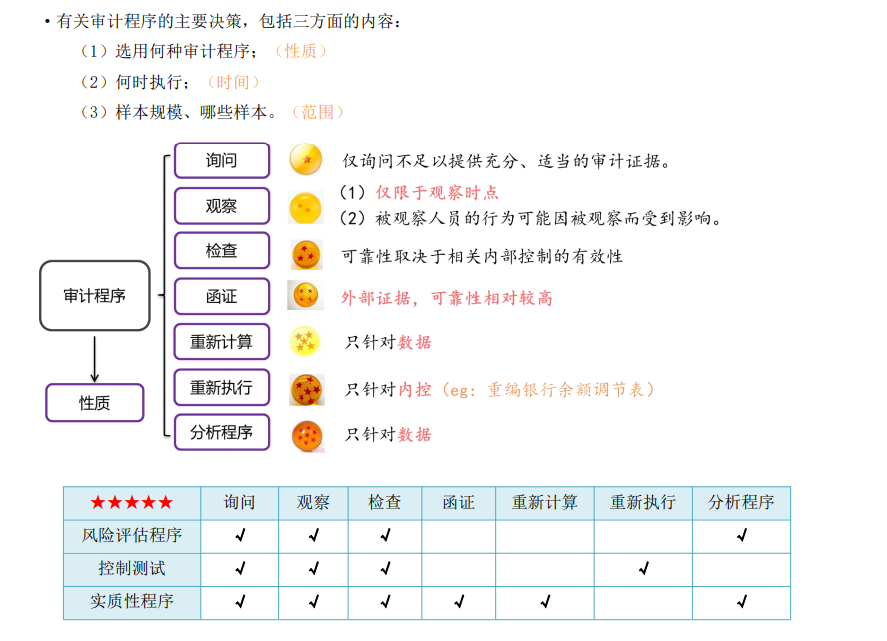 •有关审计程序的主要决策，包括三方面的内容：
（1）选用何种审计程序；（性质）
（2）何时执行；（时间）
（3）样本规模、哪些样本。（范围）
审计程序
性质
询问 仅询问不足以提供充分、适当的审计证据。
观察 （1）仅限于观察时点
（2）被观察人员的行为可能因被观察而受到影响。
检查 可靠性取决于相关内部控制的有效性
函证 外部证据，可靠性相对较高
重新计算 只针对数据
重新执行 只针对内控（eg：重编银行余额调节表）
分析程序 只针对数据
★★★★★ 询问 观察 检查 函证 重新计算 重新执行 分析程序
风险评估程序 √ √ √ √
控制测试 √ √ √ √
实质性程序 √ √ √ √ √ √